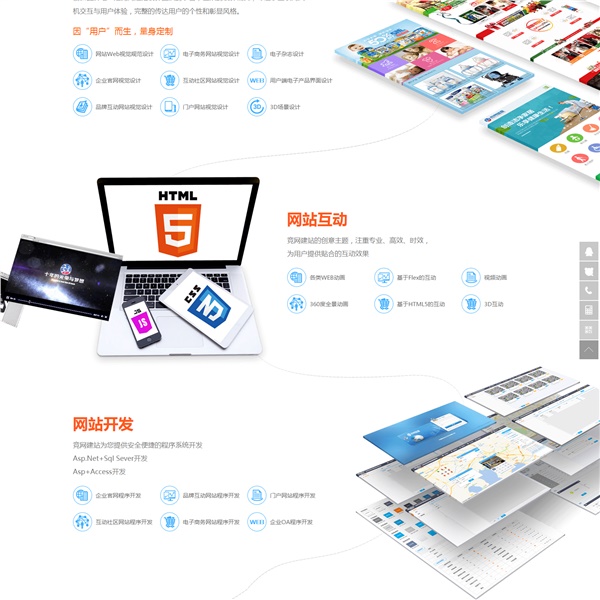 机交互与用户体验，完整的传达用户的个性和彰显风格。
因“用户”而生，量身定制
网站Web视觉规范设计
电子商务网站视觉设计
电子杂志设计
企业官网视觉设计
互动社区网站视觉设计
WEFI
用户端电子产品界面设计
品牌互动网站视觉设计
门户网站视觉设计
3D
3D场景设计
HTML
5
十年的发奋与梦想
JS
JS
CSS
3
网站互动
竞网建站的创意主题，注重专业、高效、时效，
为用户提供贴合的互动效果
各类WEB动画
基于Flex的互动
视频动画
360度全景动画
基于HTML5的互动
3D互动
网站开发
竞网建站为您提供安全便捷的程序系统开发
Asp.Net+Sql Sever开发
Asp+Access开发
企业官网程序开发
品牌互动网站程序开发
门户网站程序开发
互动社区网站程序开发
电子商务网站程序开发
WEFI
企业OA程序开发